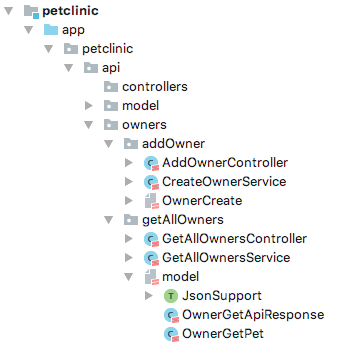 petclinic
app
petclinic
api
controllers
model
owners
addOwner
AddOwnerController
CreateOwnerService
OwnerCreate
getAllOwners
GetAllOwnersController
GetAllOwnersService
model
JsonSupport
OwnerGetApiResponse
OwnerGetPet